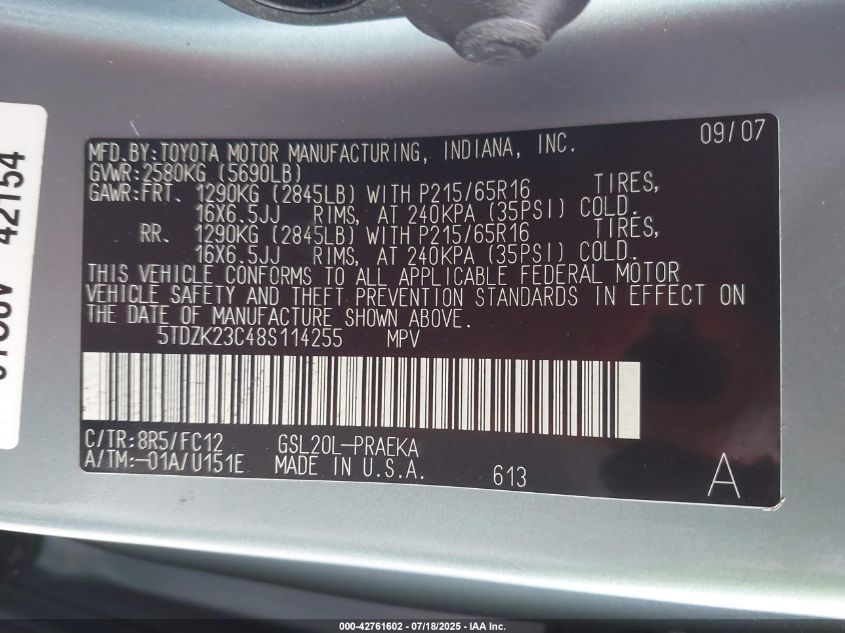 09/07
MFD.BY:TOYOTA MOTOR MANUFACTURING, INDIANA, INC.
GVWR:2580KG (5690LB)
GAWR:FRT. 1290KG (2845LB) WITH P215/65R16 TIRES,
16X6.5JJ RIMS, AT 240KPA (35PSI) COLD.
RR. 1290KG (2845LB) WITH P215/65R16 TIRES,
16X6.5JJ RIMS, AT 240KPA (35PSI) COLD.
THIS VEHICLE CONFORMS TO ALL APPLICABLE FEDERAL MOTOR
VEHICLE SAFETY AND THEFT PREVENTION STANDARDS IN EFFECT ON
THE DATE OF MANUFACTURE SHOWN ABOVE.
5TDZK23C48S114255 MPV
C/TR:8R5/FC12 GSL20L-PRAEKA
A/TM:-01A/U151E MADE IN U.S.A. 613 A
42154
000-42761602 - 07/18/2025 - IAA Inc.